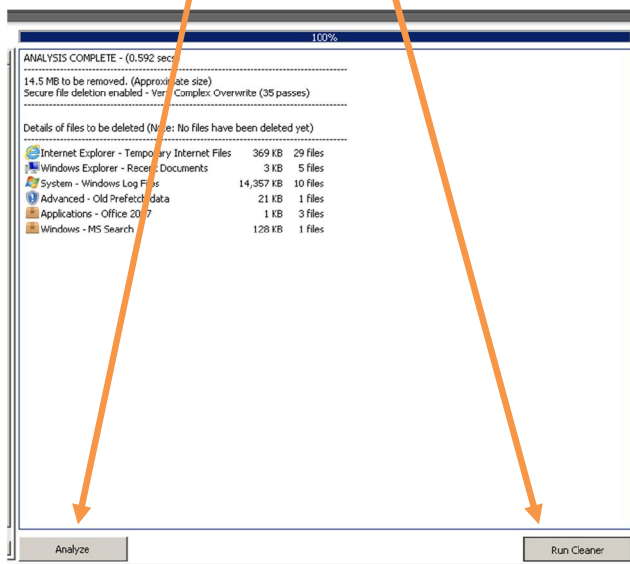 100%
ANALYSIS COMPLETE - (0.592 secs)
14.5 MB to be removed. (Approximate size)
Secure file deletion enabled - Very Complex Overwrite (35 passes)
Details of files to be deleted (Note: No files have been deleted yet)
Internet Explorer - Temporary Internet Files 369 KB 29 files
Windows Explorer - Recent Documents 3 KB 5 files
System - Windows Log Files 14,357 KB 10 files
Advanced - Old Prefetch data 21 KB 1 files
Applications - Office 2007 1 KB 3 files
Windows - MS Search 128 KB 1 files
Analyze
Run Cleaner